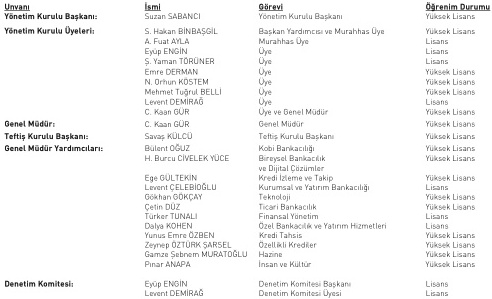 Unvanı İsmi Görevi Öğrenim Durumu
Yönetim Kurulu Başkanı: Suzan SABANCI Yönetim Kurulu Başkanı Yüksek Lisans
Yönetim Kurulu Üyeleri: S. Hakan BİNBAŞGİL Başkan Yardımcısı ve Murahhas Üye Yüksek Lisans
A. Fuat AYLA Murahhas Üye Lisans
Eyüp ENGİN Üye Lisans
Ş. Yaman TÖRÜNER Üye Lisans
Emre DERMAN Üye Yüksek Lisans
N. Orhun KÖSTEM Üye Yüksek Lisans
Mehmet Tuğrul BELLİ Üye Yüksek Lisans
Levent DEMİRAĞ Üye Lisans
C. Kaan GÜR Üye ve Genel Müdür Yüksek Lisans
Genel Müdür: C. Kaan GÜR Genel Müdür Yüksek Lisans
Teftiş Kurulu Başkanı: Savaş KÜLCÜ Teftiş Kurulu Başkanı Yüksek Lisans
Genel Müdür Yardımcıları: Bülent OĞUZ Kobi Bankacılığı Yüksek Lisans
H. Burcu CİVELEK YÜCE Bireysel Bankacılık Yüksek Lisans
ve Dijital Çözümler
Ege GÜLTEKİN Kredi İzleme ve Takip Yüksek Lisans
Levent ÇELEBİOĞLU Kurumsal ve Yatırım Bankacılığı Lisans
Gökhan GÖKÇAY Teknoloji Yüksek Lisans
Çetin DÜZ Ticari Bankacılık Yüksek Lisans
Türker TUNALI Finansal Yönetim Lisans
Dalya KOHEN Özel Bankacılık ve Yatırım Hizmetleri Lisans
Yunus Emre ÖZBEN Kredi Tahsis Yüksek Lisans
Zeynep ÖZTÜRK ŞARSEL Özellikli Krediler Yüksek Lisans
Gamze Şebnem MURATOĞLU Hazine Yüksek Lisans
Pınar ANAPA İnsan ve Kültür Yüksek Lisans
Denetim Komitesi: Eyüp ENGİN Denetim Komitesi Başkanı Lisans
Levent DEMİRAĞ Denetim Komitesi Üyesi Lisans